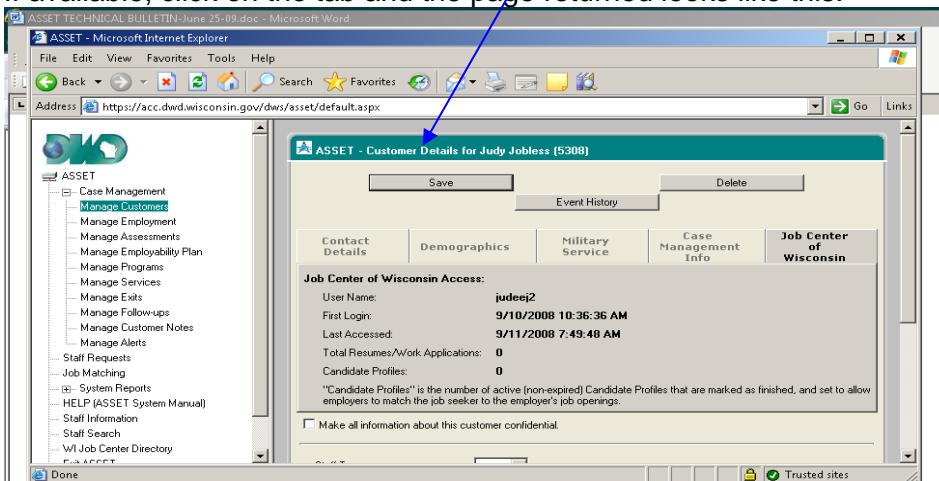 If available, click on the tab and the page returned looks like this:
ASSET TECHNICAL BULLETIN-June 25-09.doc - Microsoft Word
ASSET - Microsoft Internet Explorer
File Edit View Favorites Tools Help
Back Search Favorites
Address https://acc.dwd.wisconsin.gov/dws/asset/default.aspx Go Links
DWD
ASSET
Case Management
Manage Customers
Manage Employment
Manage Assessments
Manage Employability Plan
Manage Programs
Manage Services
Manage Exits
Manage Follow-ups
Manage Customer Notes
Manage Alerts
Staff Requests
Job Matching
System Reports
HELP (ASSET System Manual)
Staff Information
Staff Search
WI Job Center Directory
Exit ASSET
ASSET - Customer Details for Judy Jobless (5308)
Save Delete
Event History
Contact Details Demographics Military Service Case Management Info Job Center of Wisconsin
Job Center of Wisconsin Access:
User Name: judeej2
First Login: 9/10/2008 10:36:36 AM
Last Accessed: 9/11/2008 7:49:48 AM
Total Resumes/Work Applications: 0
Candidate Profiles: 0
"Candidate Profiles" is the number of active (non-expired) Candidate Profiles that are marked as finished, and set to allow
employers to match the job seeker to the employer's job openings.
Make all information about this customer confidential.
Done Trusted sites